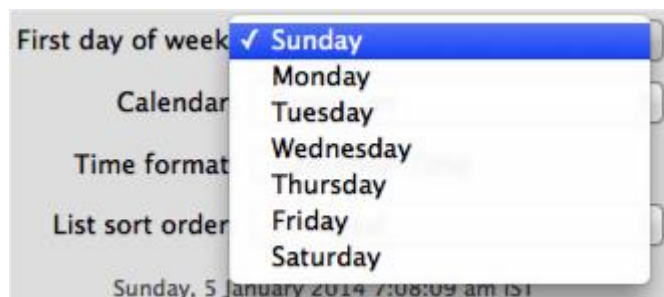 First day of week ✓ Sunday
Monday
Calendar
Tuesday
Wednesday
Time format
Thursday
List sort order
Friday
Saturday
Sunday, 5 January 2014 7:08:09 am IST